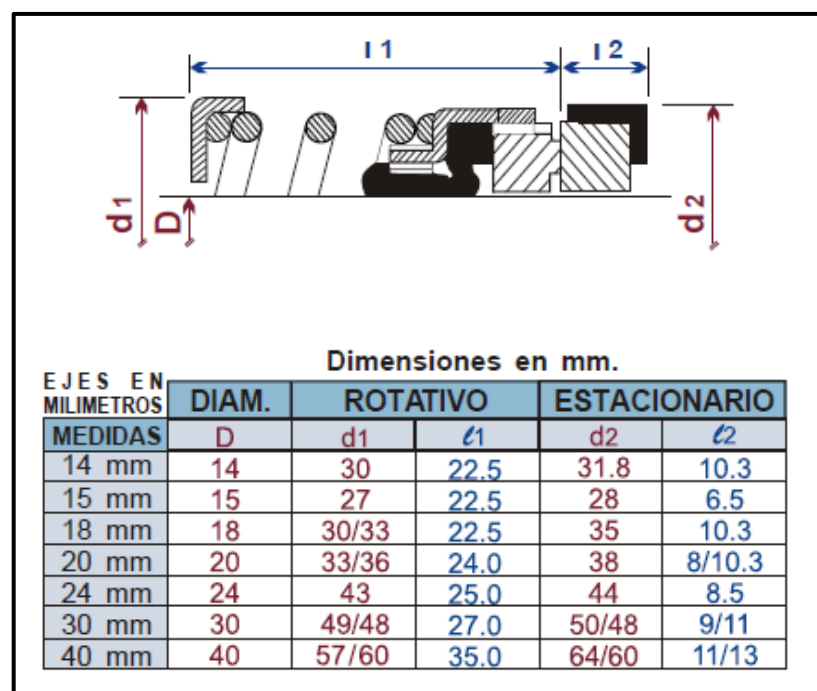 l 1
l 2
d1
D
d2
Dimensiones en mm.
EJES EN MILIMETROS DIAM. ROTATIVO ESTACIONARIO
MEDIDAS D d1 ℓ1 d2 ℓ2
14 mm 14 30 22.5 31.8 10.3
15 mm 15 27 22.5 28 6.5
18 mm 18 30/33 22.5 35 10.3
20 mm 20 33/36 24.0 38 8/10.3
24 mm 24 43 25.0 44 8.5
30 mm 30 49/48 27.0 50/48 9/11
40 mm 40 57/60 35.0 64/60 11/13